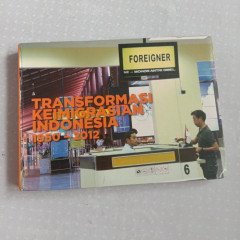 FOREIGNER
TRANSFORMASI
KEIMIGRASIAN
INDONESIA
1950 - 2012
6